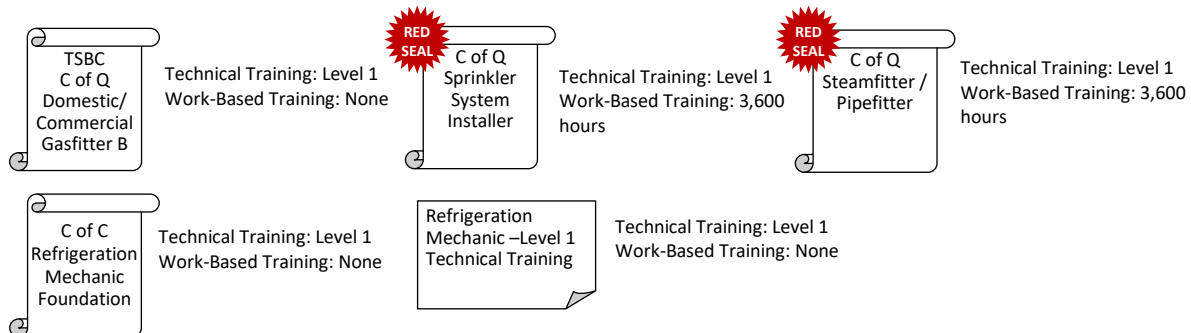 TSBC
C of Q
Domestic/
Commercial
Gasfitter B
Technical Training: Level 1
Work-Based Training: None
RED
SEAL
C of Q
Sprinkler
System
Installer
Technical Training: Level 1
Work-Based Training: 3,600
hours
RED
SEAL
C of Q
Steamfitter /
Pipefitter
Technical Training: Level 1
Work-Based Training: 3,600
hours
C of C
Refrigeration
Mechanic
Foundation
Technical Training: Level 1
Work-Based Training: None
Refrigeration
Mechanic –Level 1
Technical Training
Technical Training: Level 1
Work-Based Training: None